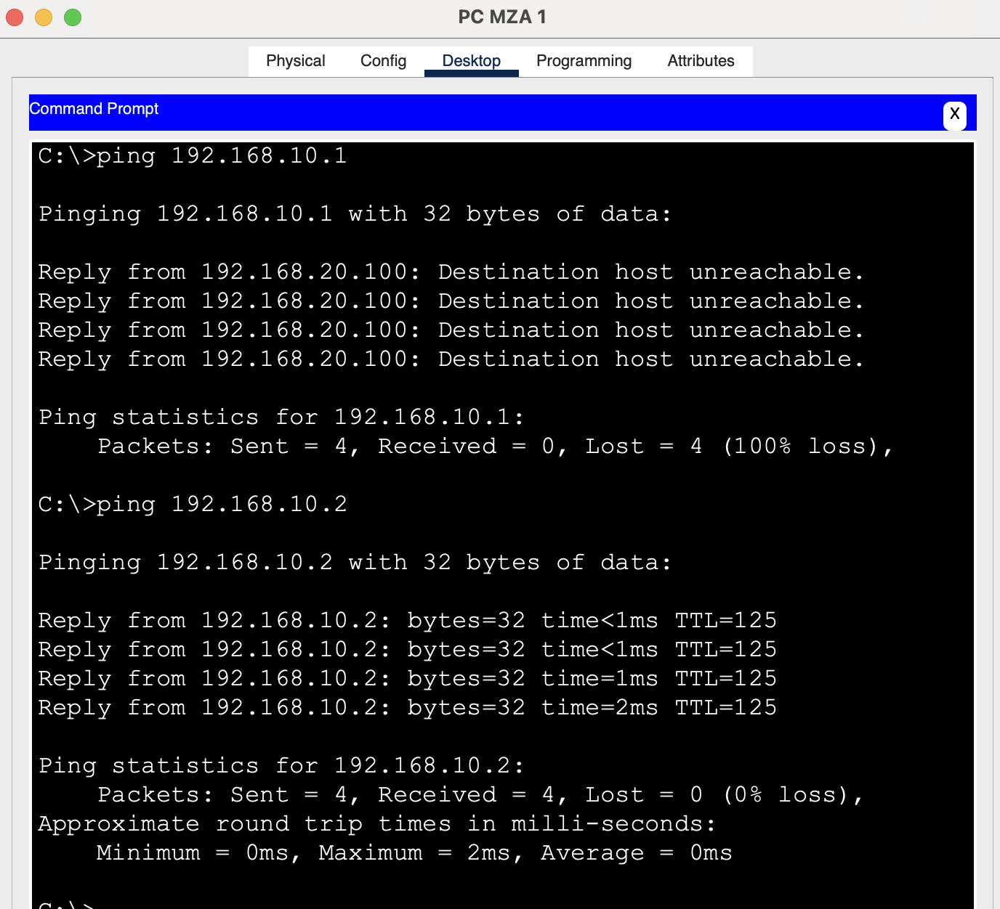 PC MZA 1
Physical Config Desktop Programming Attributes
Command Prompt
X
C:\>ping 192.168.10.1
Pinging 192.168.10.1 with 32 bytes of data:
Reply from 192.168.20.100: Destination host unreachable.
Reply from 192.168.20.100: Destination host unreachable.
Reply from 192.168.20.100: Destination host unreachable.
Reply from 192.168.20.100: Destination host unreachable.
Ping statistics for 192.168.10.1:
Packets: Sent = 4, Received = 0, Lost = 4 (100% loss),
C:\>ping 192.168.10.2
Pinging 192.168.10.2 with 32 bytes of data:
Reply from 192.168.10.2: bytes=32 time<1ms TTL=125
Reply from 192.168.10.2: bytes=32 time<1ms TTL=125
Reply from 192.168.10.2: bytes=32 time=1ms TTL=125
Reply from 192.168.10.2: bytes=32 time=2ms TTL=125
Ping statistics for 192.168.10.2:
Packets: Sent = 4, Received = 4, Lost = 0 (0% loss),
Approximate round trip times in milli-seconds:
Minimum = 0ms, Maximum = 2ms, Average = 0ms
C:\>